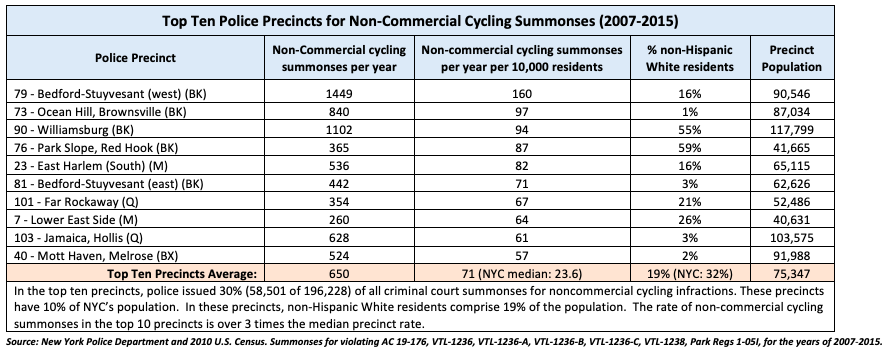 Top Ten Police Precincts for Non-Commercial Cycling Summonses (2007-2015)
Police Precinct Non-Commercial cycling summonses per year Non-commercial cycling summonses per year per 10,000 residents % non-Hispanic White residents Precinct Population
79 - Bedford-Stuyvesant (west) (BK) 1449 160 16% 90,546
73 - Ocean Hill, Brownsville (BK) 840 97 1% 87,034
90 - Williamsburg (BK) 1102 94 55% 117,799
76 - Park Slope, Red Hook (BK) 365 87 59% 41,665
23 - East Harlem (South) (M) 536 82 16% 65,115
81 - Bedford-Stuyvesant (east) (BK) 442 71 3% 62,626
101 - Far Rockaway (Q) 354 67 21% 52,486
7 - Lower East Side (M) 260 64 26% 40,631
103 - Jamaica, Hollis (Q) 628 61 3% 103,575
40 - Mott Haven, Melrose (BX) 524 57 2% 91,988
Top Ten Precincts Average: 650 71 (NYC median: 23.6) 19% (NYC: 32%) 75,347
In the top ten precincts, police issued 30% (58,501 of 196,228) of all criminal court summonses for noncommercial cycling infractions. These precincts
have 10% of NYC's population. In these precincts, non-Hispanic White residents comprise 19% of the population. The rate of non-commercial cycling
summonses in the top 10 precincts is over 3 times the median precinct rate.
Source: New York Police Department and 2010 U.S. Census. Summonses for violating AC 19-176, VTL-1236, VTL-1236-A, VTL-1236-B, VTL-1236-C, VTL-1238, Park Regs 1-05I, for the years of 2007-2015.